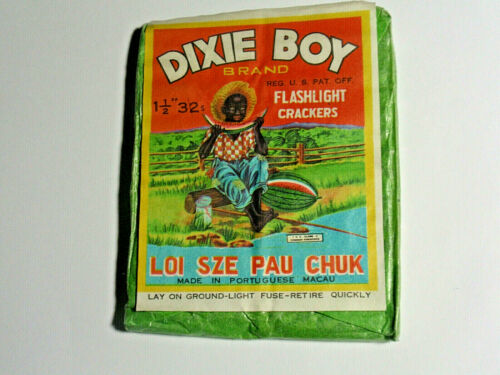 DIXIE BOY
BRAND
REG. U. S. PAT. OFF.
1½" 32s
FLASHLIGHT
CRACKERS
LOI SZE PAU CHUK
MADE IN PORTUGUESE MACAU
LAY ON GROUND-LIGHT FUSE-RETIRE QUICKLY